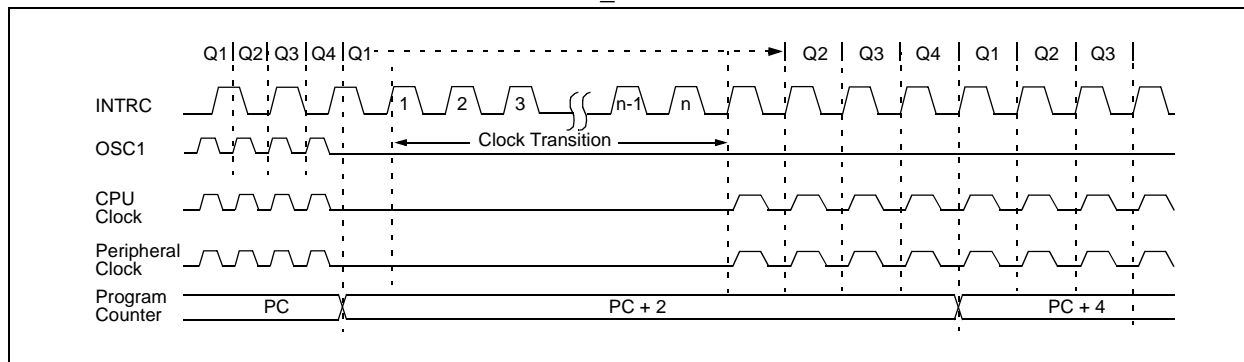 Q1 Q2 Q3 Q4 Q1 Q2 Q3 Q4 Q1 Q2 Q3
INTRC 1 2 3 n-1 n
Clock Transition
OSC1
CPU
Clock
Peripheral
Clock
Program
Counter
PC PC + 2 PC + 4